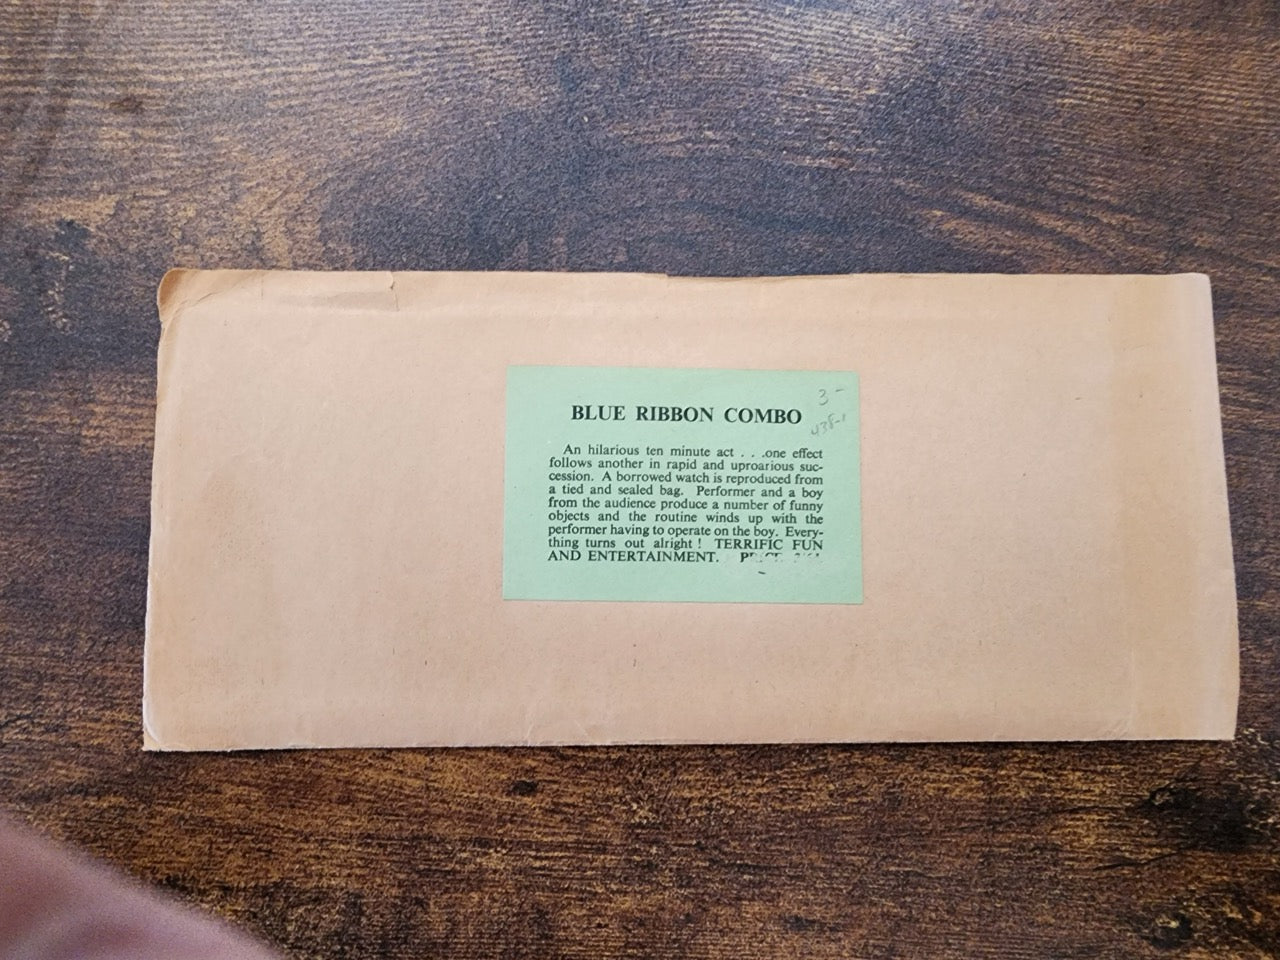 3-
438-1
BLUE RIBBON COMBO
An hilarious ten minute act . . .one effect
follows another in rapid and uproarious suc-
cession. A borrowed watch is reproduced from
a tied and sealed bag. Performer and a boy
from the audience produce a number of funny
objects and the routine winds up with the
performer having to operate on the boy. Every-
thing turns out alright ! TERRIFIC FUN
AND ENTERTAINMENT.